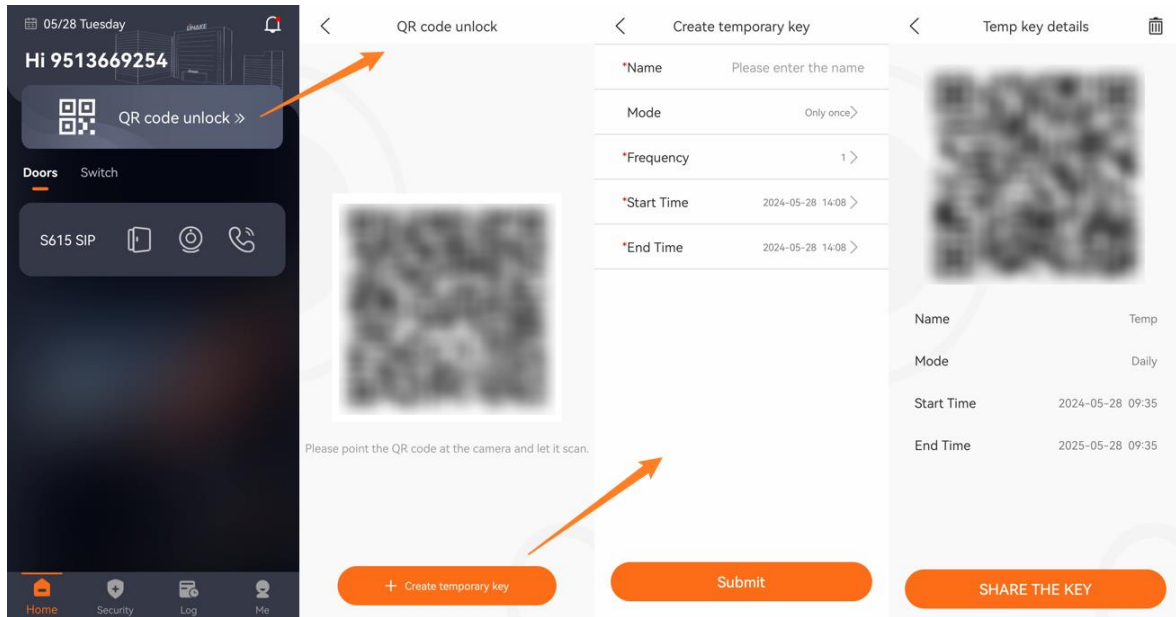 05/28 Tuesday
Hi 9513669254
QR code unlock »
Doors Switch
S615 SIP
Home Security Log Me
QR code unlock
Please point the QR code at the camera and let it scan.
+ Create temporary key
Create temporary key
*Name Please enter the name
Mode Only once>
*Frequency 1 >
*Start Time 2024-05-28 14:08 >
*End Time 2024-05-28 14:08 >
Submit
Temp key details
Name Temp
Mode Daily
Start Time 2024-05-28 09:35
End Time 2025-05-28 09:35
SHARE THE KEY